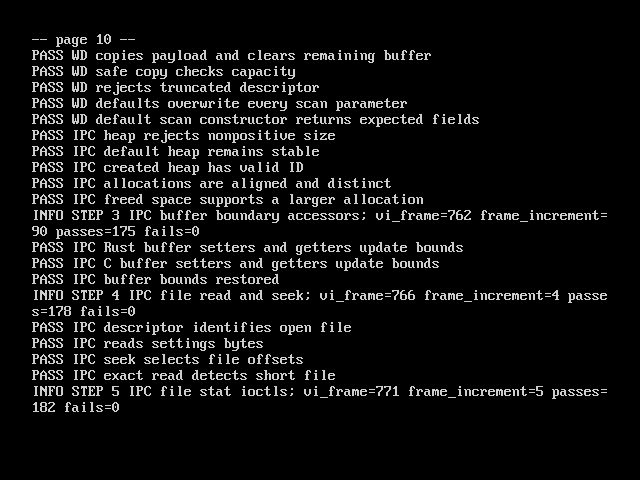 -- page 10 --
PASS WD copies payload and clears remaining buffer
PASS WD safe copy checks capacity
PASS WD rejects truncated descriptor
PASS WD defaults overwrite every scan parameter
PASS WD default scan constructor returns expected fields
PASS IPC heap rejects nonpositive size
PASS IPC default heap remains stable
PASS IPC created heap has valid ID
PASS IPC allocations are aligned and distinct
PASS IPC freed space supports a larger allocation
INFO STEP 3 IPC buffer boundary accessors; vi_frame=762 frame_increment=
90 passes=175 fails=0
PASS IPC Rust buffer setters and getters update bounds
PASS IPC C buffer setters and getters update bounds
PASS IPC buffer bounds restored
INFO STEP 4 IPC file read and seek; vi_frame=766 frame_increment=4 passe
s=178 fails=0
PASS IPC descriptor identifies open file
PASS IPC reads settings bytes
PASS IPC seek selects file offsets
PASS IPC exact read detects short file
INFO STEP 5 IPC file stat ioctls; vi_frame=771 frame_increment=5 passes=
182 fails=0